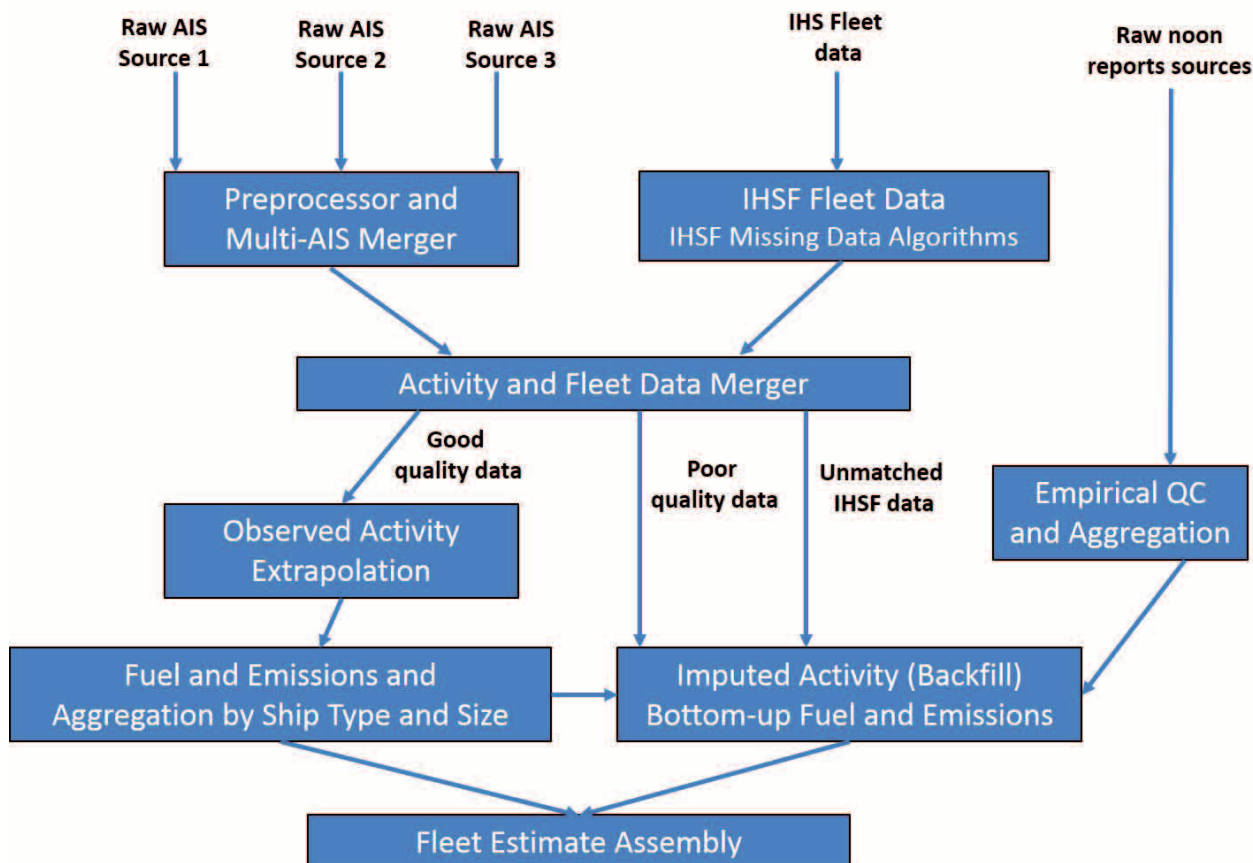 Raw AIS
Source 1
Raw AIS
Source 2
Raw AIS
Source 3
IHS Fleet
data
Raw noon
reports sources
Preprocessor and
Multi-AIS Merger
IHSF Fleet Data
IHSF Missing Data Algorithms
Activity and Fleet Data Merger
Good
quality data
Poor
quality data
Unmatched
IHSF data
Empirical QC
and Aggregation
Observed Activity
Extrapolation
Fuel and Emissions and
Aggregation by Ship Type and Size
Imputed Activity (Backfill)
Bottom-up Fuel and Emissions
Fleet Estimate Assembly